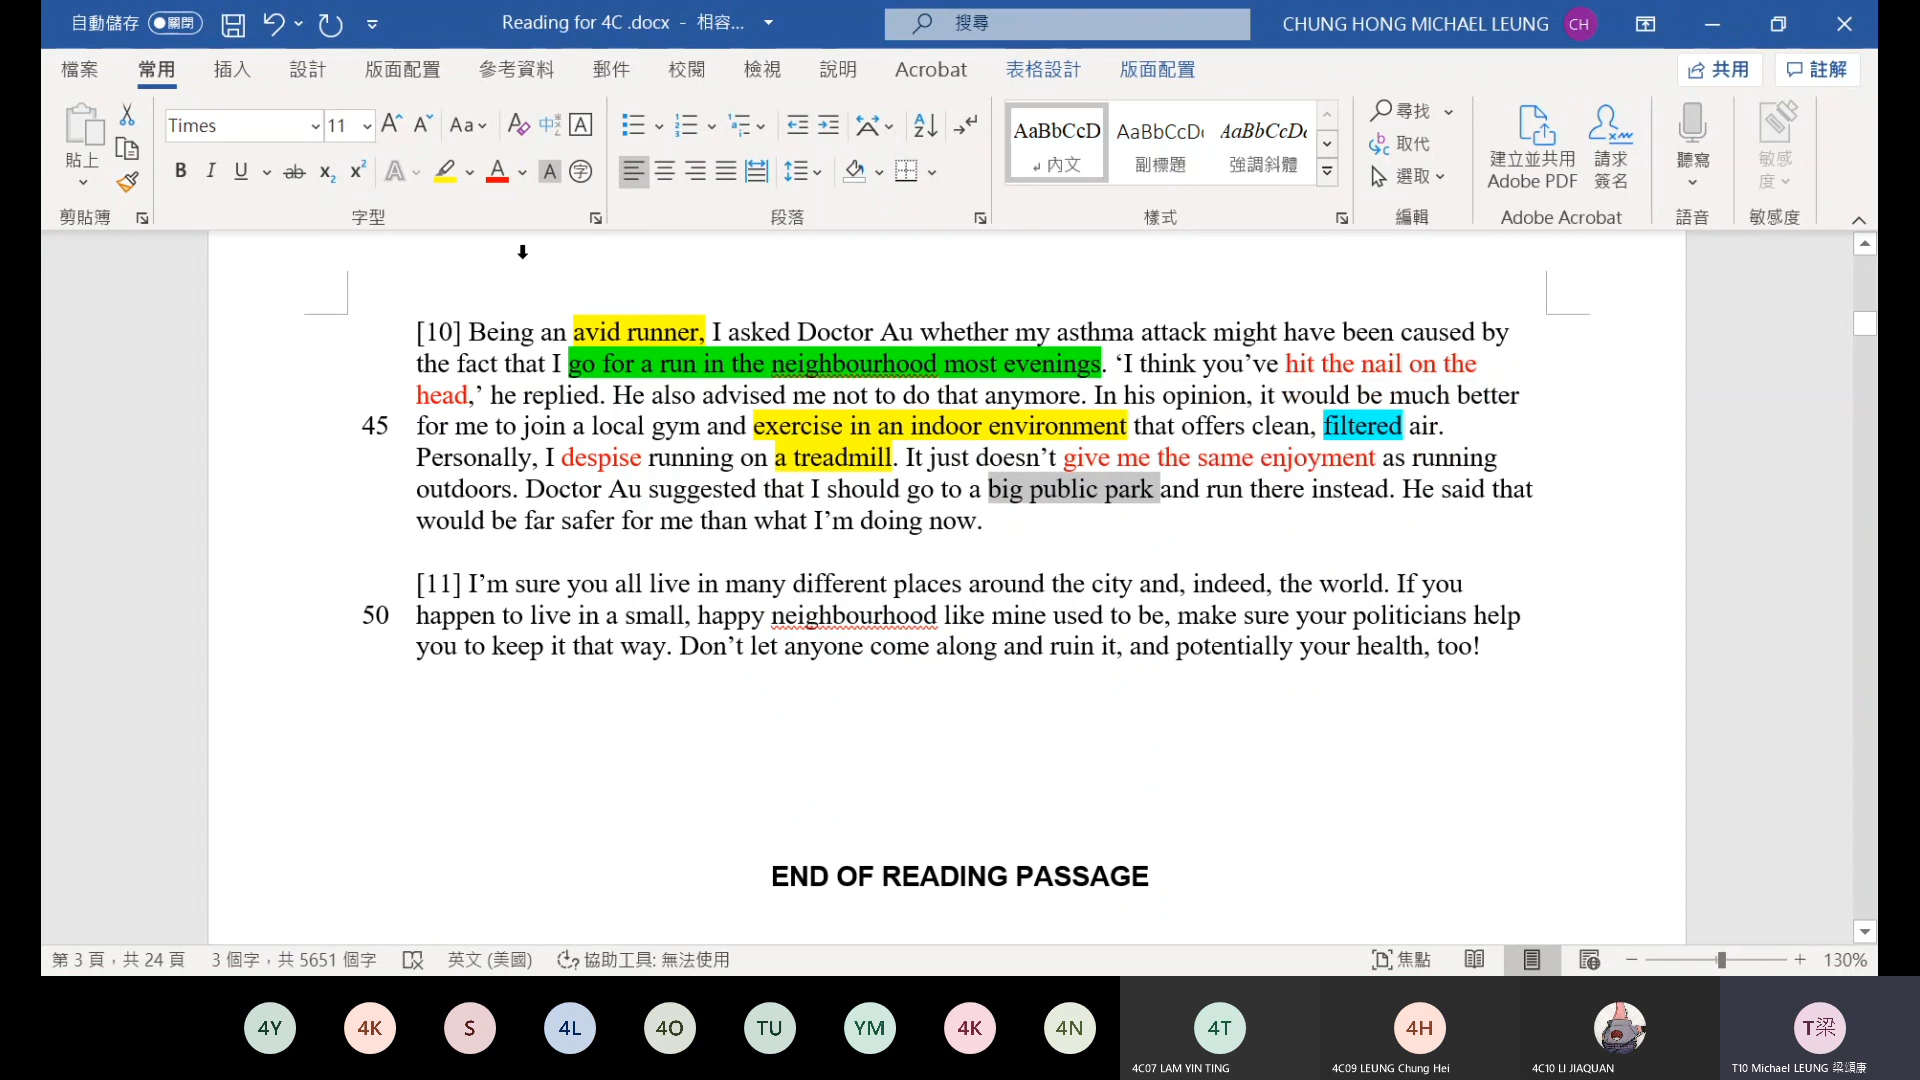 自動儲存 關閉 Reading for 4C .docx - 相容... 搜尋 CHUNG HONG MICHAEL LEUNG CH
檔案 常用 插入 設計 版面配置 參考資料 郵件 校閱 檢視 說明 Acrobat 表格設計 版面配置 共用 註解
Times 11 Aa
貼上
剪貼簿 字型 段落
AaBbCcD AaBbCcD AaBbCcD
內文 副標題 強調斜體
樣式
尋找
取代
選取
編輯
建立並共用 Adobe PDF 請求 簽名
Adobe Acrobat
聽寫
語音
敏感度
敏感度
[10] Being an avid runner, I asked Doctor Au whether my asthma attack might have been caused by
the fact that I go for a run in the neighbourhood most evenings. ‘I think you’ve hit the nail on the
head,’ he replied. He also advised me not to do that anymore. In his opinion, it would be much better
45 for me to join a local gym and exercise in an indoor environment that offers clean, filtered air.
Personally, I despise running on a treadmill. It just doesn’t give me the same enjoyment as running
outdoors. Doctor Au suggested that I should go to a big public park and run there instead. He said that
would be far safer for me than what I’m doing now.
[11] I’m sure you all live in many different places around the city and, indeed, the world. If you
50 happen to live in a small, happy neighbourhood like mine used to be, make sure your politicians help
you to keep it that way. Don’t let anyone come along and ruin it, and potentially your health, too!
END OF READING PASSAGE
第 3 頁，共 24 頁 3 個字，共 5651 個字 英文 (美國) 協助工具: 無法使用 焦點 130%
4Y 4K S 4L 4O TU YM 4K 4N 4T 4H T梁
4C07 LAM YIN TING 4C09 LEUNG Chung Hei 4C10 LI JIAQUAN T10 Michael LEUNG